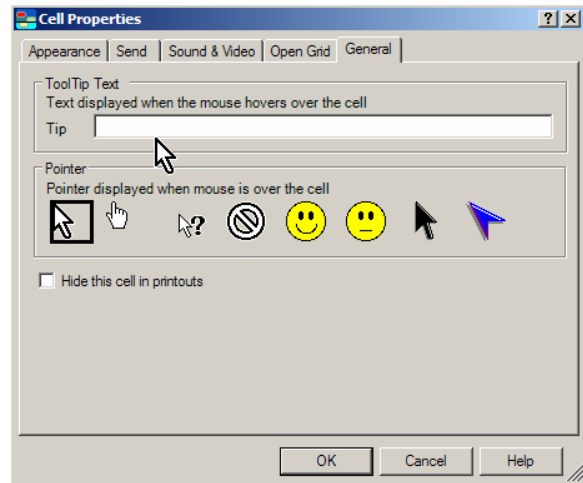 Cell Properties
Appearance Send Sound & Video Open Grid General
ToolTip Text
Text displayed when the mouse hovers over the cell
Tip
Pointer
Pointer displayed when mouse is over the cell
?
Hide this cell in printouts
OK Cancel Help